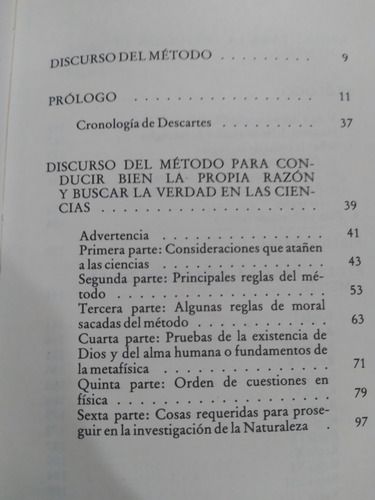 DISCURSO DEL MÉTODO . . . . . . . . . 9
PRÓLOGO . . . . . . . . . . . . . . . 11
Cronología de Descartes . . . . . . . 37
DISCURSO DEL MÉTODO PARA CON-
DUCIR BIEN LA PROPIA RAZÓN
Y BUSCAR LA VERDAD EN LAS CIEN-
CIAS . . . . . . . . . . . . . . . . . 39
Advertencia . . . . . . . . . . . . . 41
Primera parte: Consideraciones que atañen
a las ciencias . . . . . . . . . . . . 43
Segunda parte: Principales reglas del mé-
todo . . . . . . . . . . . . . . . . . 53
Tercera parte: Algunas reglas de moral
sacadas del método . . . . . . . . . . 63
Cuarta parte: Pruebas de la existencia de
Dios y del alma humana o fundamentos de
la metafísica . . . . . . . . . . . . . 71
Quinta parte: Orden de cuestiones en
física . . . . . . . . . . . . . . . . 79
Sexta parte: Cosas requeridas para prose-
guir en la investigación de la Naturaleza . 97